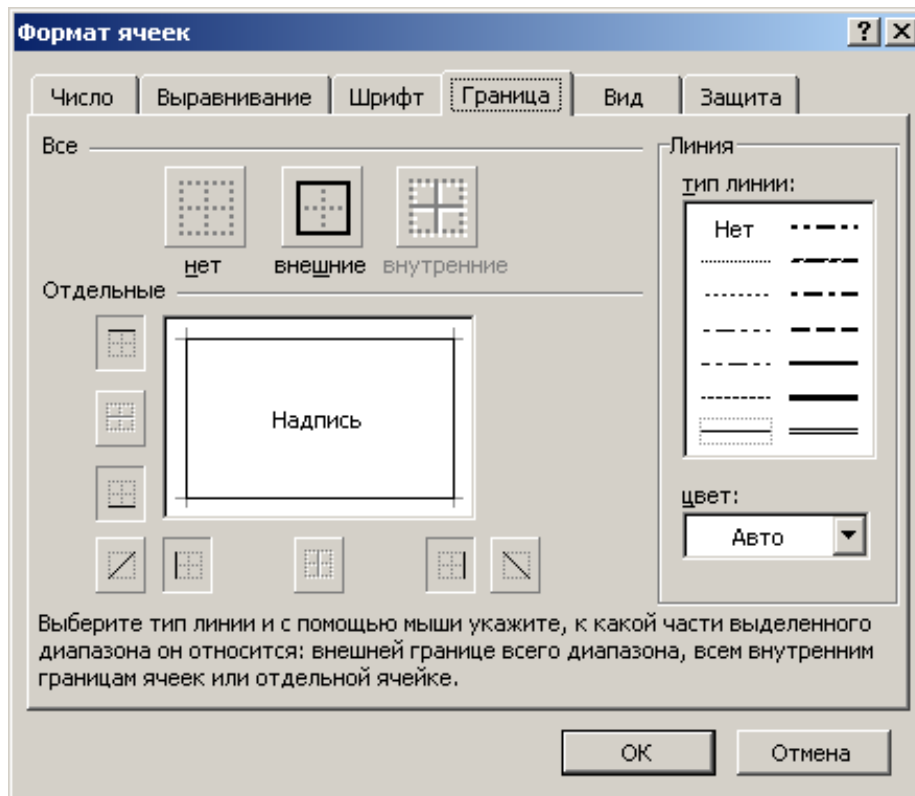 Формат ячеек
Число Выравнивание Шрифт Граница Вид Защита
Все
нет внешние внутренние
Отдельные
Надпись
Линия
тип линии:
Нет
цвет:
Авто
Выберите тип линии и с помощью мыши укажите, к какой части выделенного
диапазона он относится: внешней границе всего диапазона, всем внутренним
границам ячеек или отдельной ячейке.
ОК Отмена